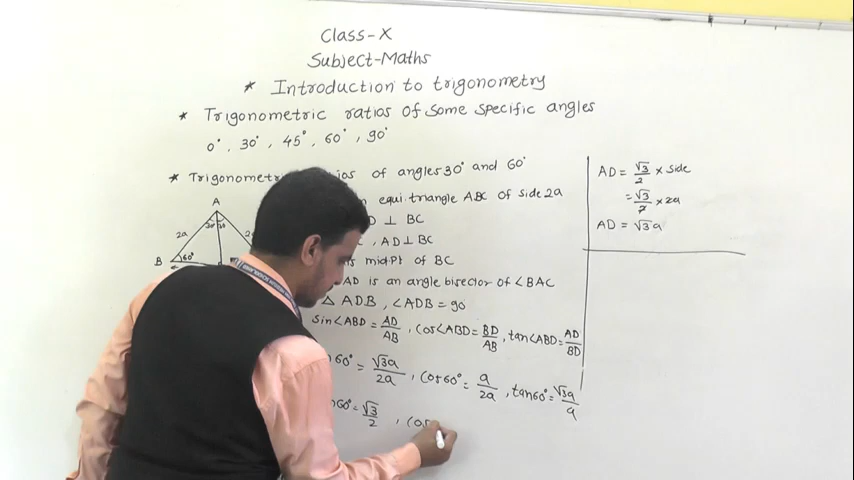 Class-X
Subject-Maths
* Introduction to trigonometry
* Trigonometric ratios of some specific angles
0°, 30°, 45°, 60°, 90°
* Trigonometric of angles 30° and 60°
equi. triangle ABC of side 2a
⊥ BC
, AD ⊥ BC
midpt of BC
AD is an angle bisector of ∠BAC
△ ADB, ∠ADB = 90
sin∠ABD = AD/AB, cos∠ABD = BD/AB, tan∠ABD = AD/BD
60° = √3a/2a, cos60° = a/2a, tan60° = √3a/a
60° = √3/2, cos
A
2a
30° 30
2
B
60°
AD = √3/2 × side
= √3/2 × 2a
AD = √3a